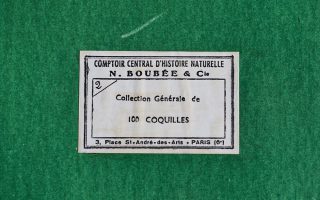 COMPTOIR CENTRAL D'HISTOIRE NATURELLE
N. BOUBÉE & Cie
2
Collection Générale de
100 COQUILLES
3, Place St-André-des-Arts • PARIS (6e)